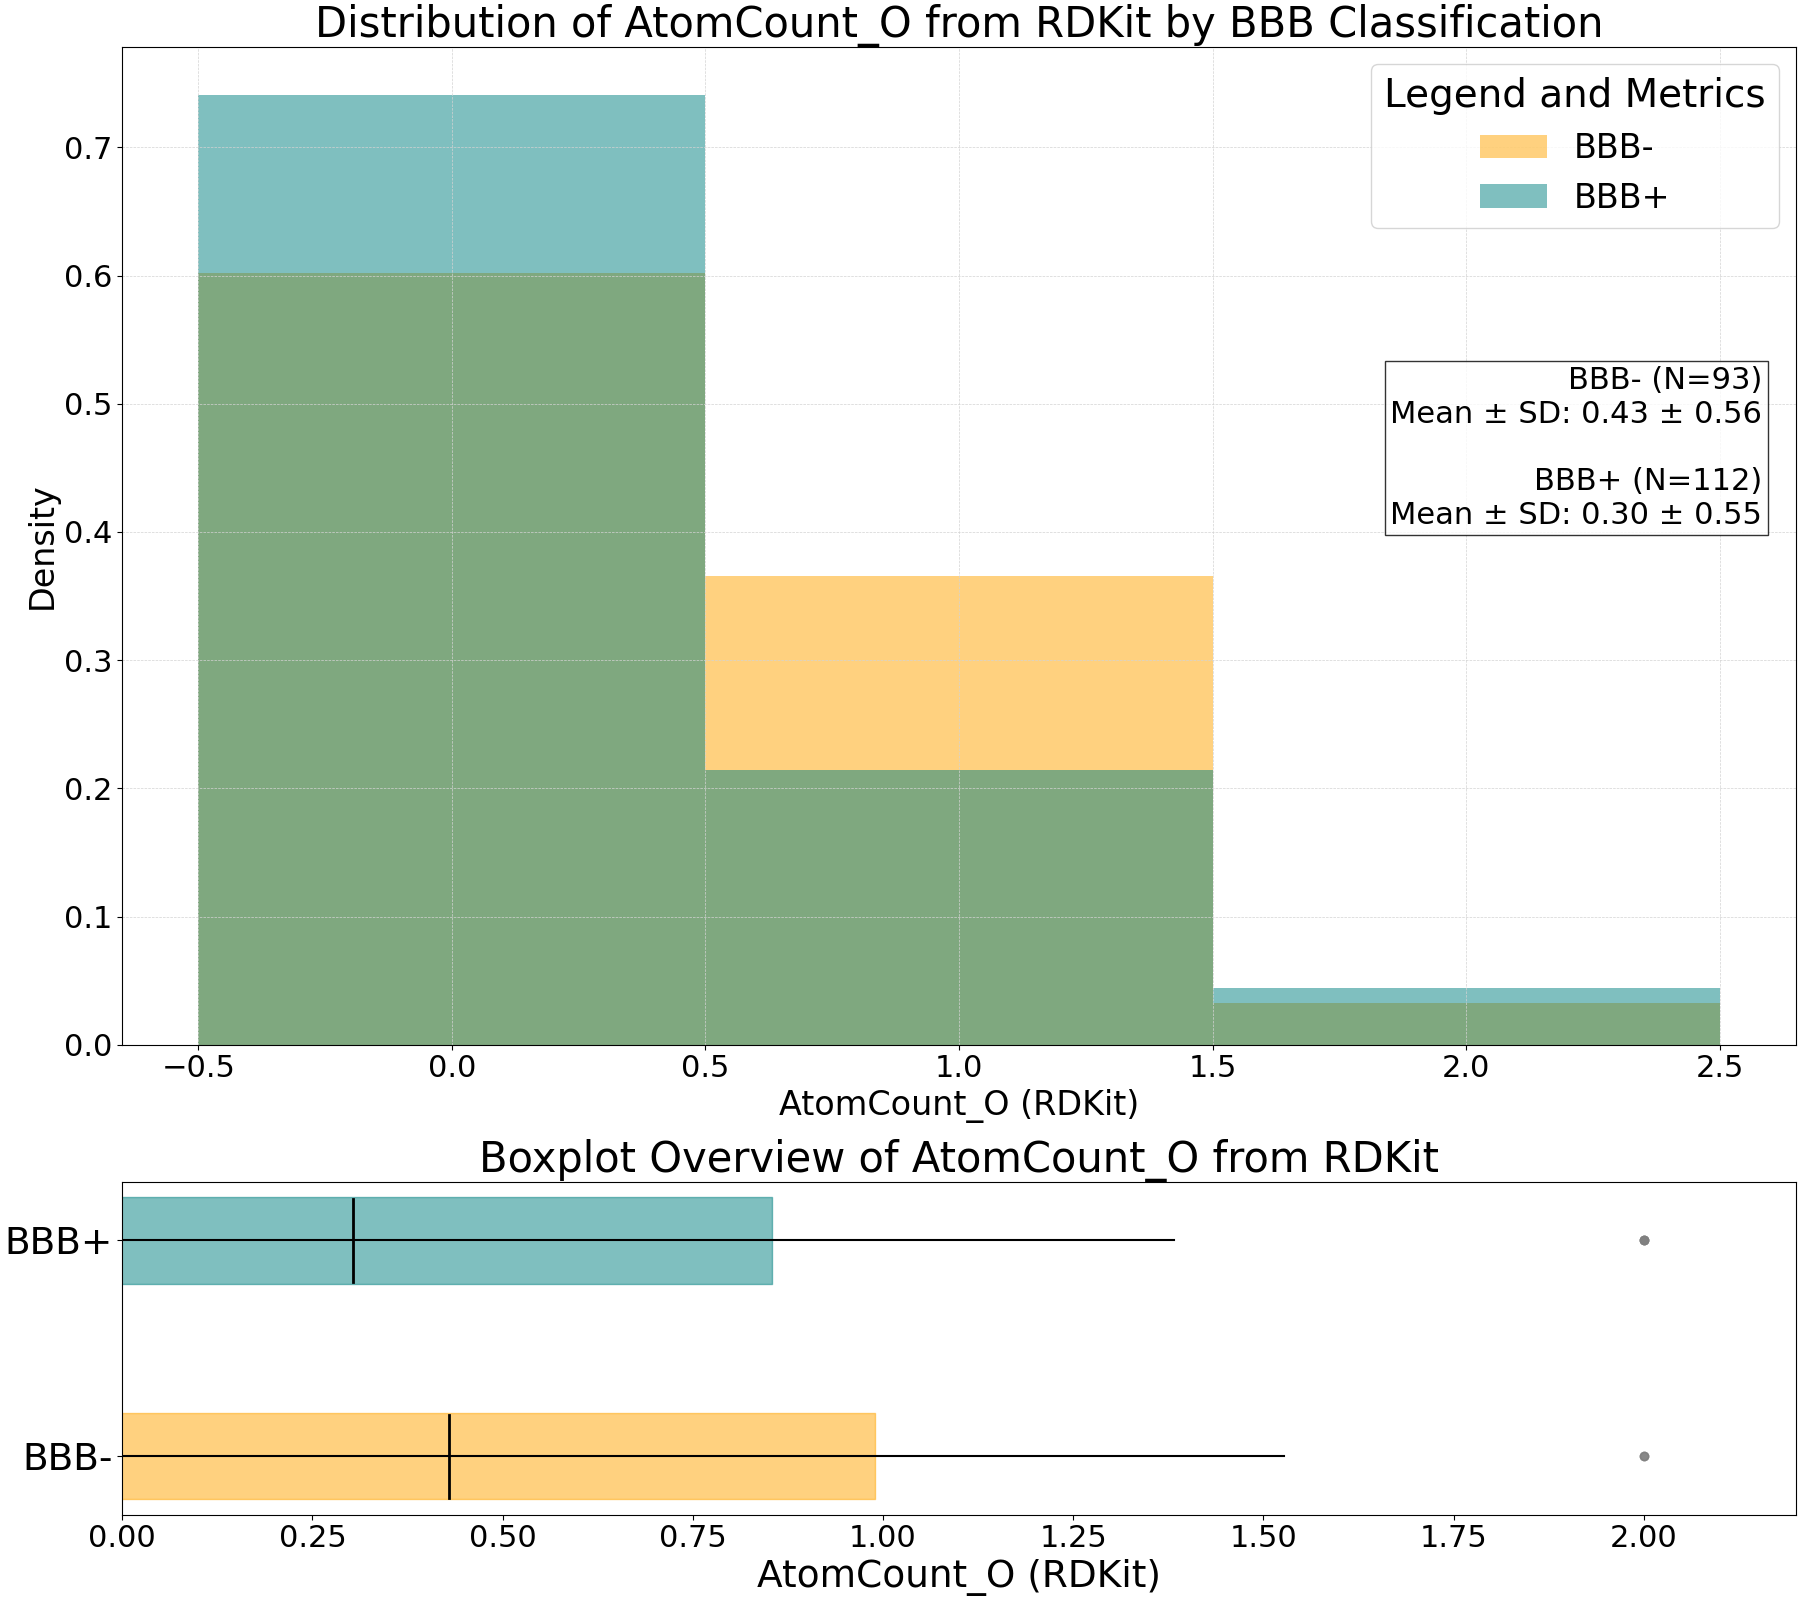 Distribution of AtomCount_O from RDKit by BBB Classification
Legend and Metrics
BBB-
BBB+
BBB- (N=93)
Mean ± SD: 0.43 ± 0.56
BBB+ (N=112)
Mean ± SD: 0.30 ± 0.55
Density
0.7
0.6
0.5
0.4
0.3
0.2
0.1
0.0
−0.5 0.0 0.5 1.0 1.5 2.0 2.5
AtomCount_O (RDKit)
Boxplot Overview of AtomCount_O from RDKit
BBB+
BBB-
0.00 0.25 0.50 0.75 1.00 1.25 1.50 1.75 2.00
AtomCount_O (RDKit)